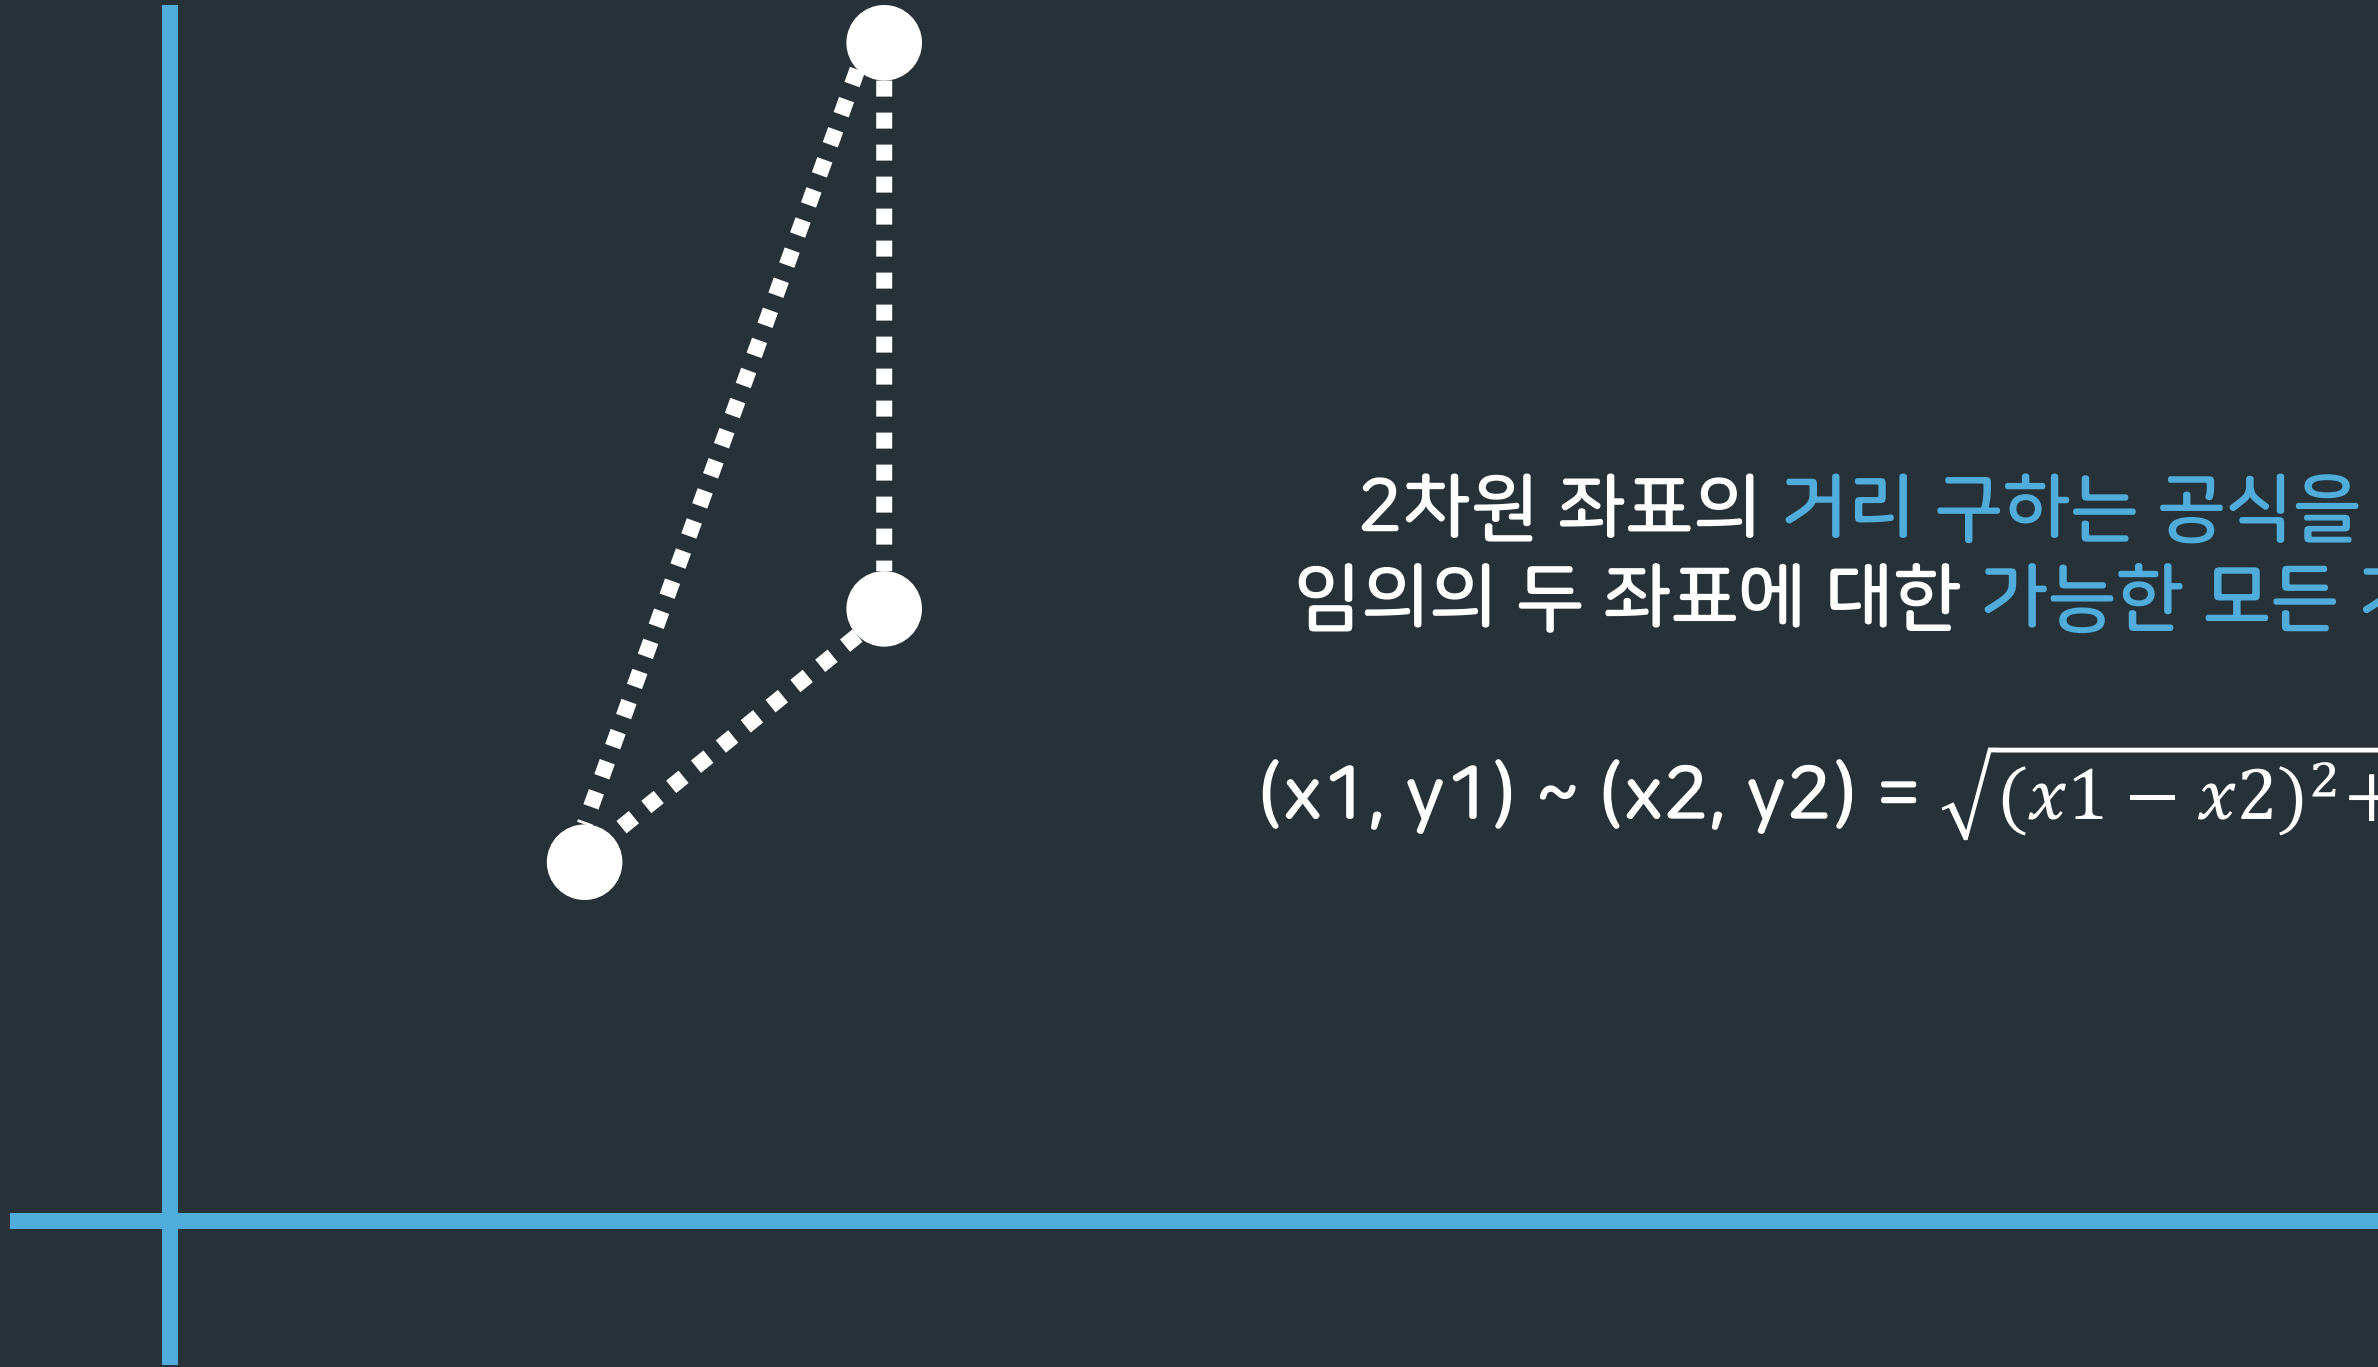 2차원 좌표의 거리 구하는 공식을
임의의 두 좌표에 대한 가능한 모든
(x1, y1) ~ (x2, y2) = √(x1 − x2)² +